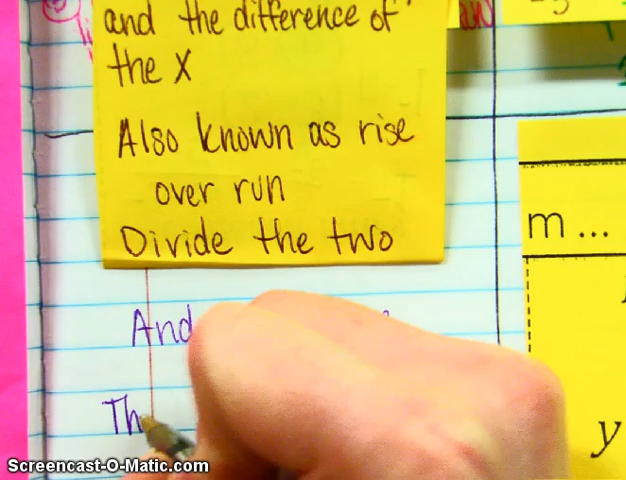 and the difference of
the X
Also known as rise
over run
Divide the two
m...
And
Th
y
Screencast-O-Matic.com